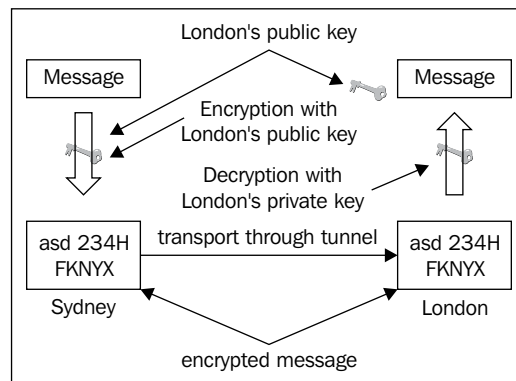 London's public key
Message
Message
Encryption with
London's public key
Decryption with
London's private key
asd 234H
FKNYX
transport through tunnel
asd 234H
FKNYX
Sydney
London
encrypted message